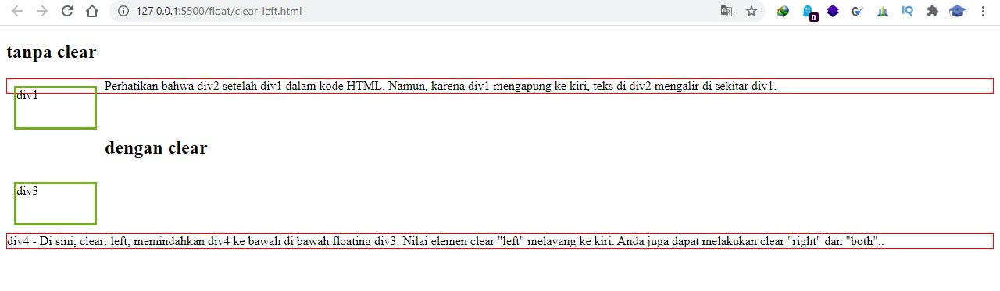 127.0.0.1:5500/float/clear_left.html
0
tanpa clear
Perhatikan bahwa div2 setelah div1 dalam kode HTML. Namun, karena div1 mengapung ke kiri, teks di div2 mengalir di sekitar div1.
div1
dengan clear
div3
div4 - Di sini, clear: left; memindahkan div4 ke bawah di bawah floating div3. Nilai elemen clear "left" melayang ke kiri. Anda juga dapat melakukan clear "right" dan "both"..